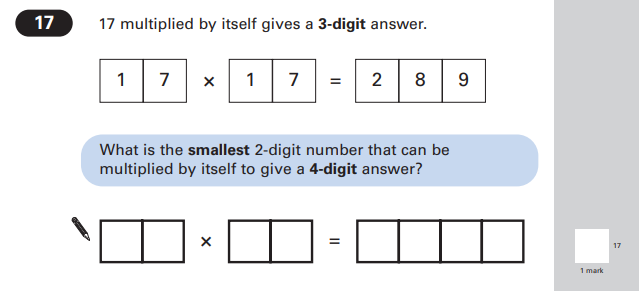 17
17 multiplied by itself gives a 3-digit answer.
1 7 × 1 7 = 2 8 9
What is the smallest 2-digit number that can be
multiplied by itself to give a 4-digit answer?
× =
17
1 mark